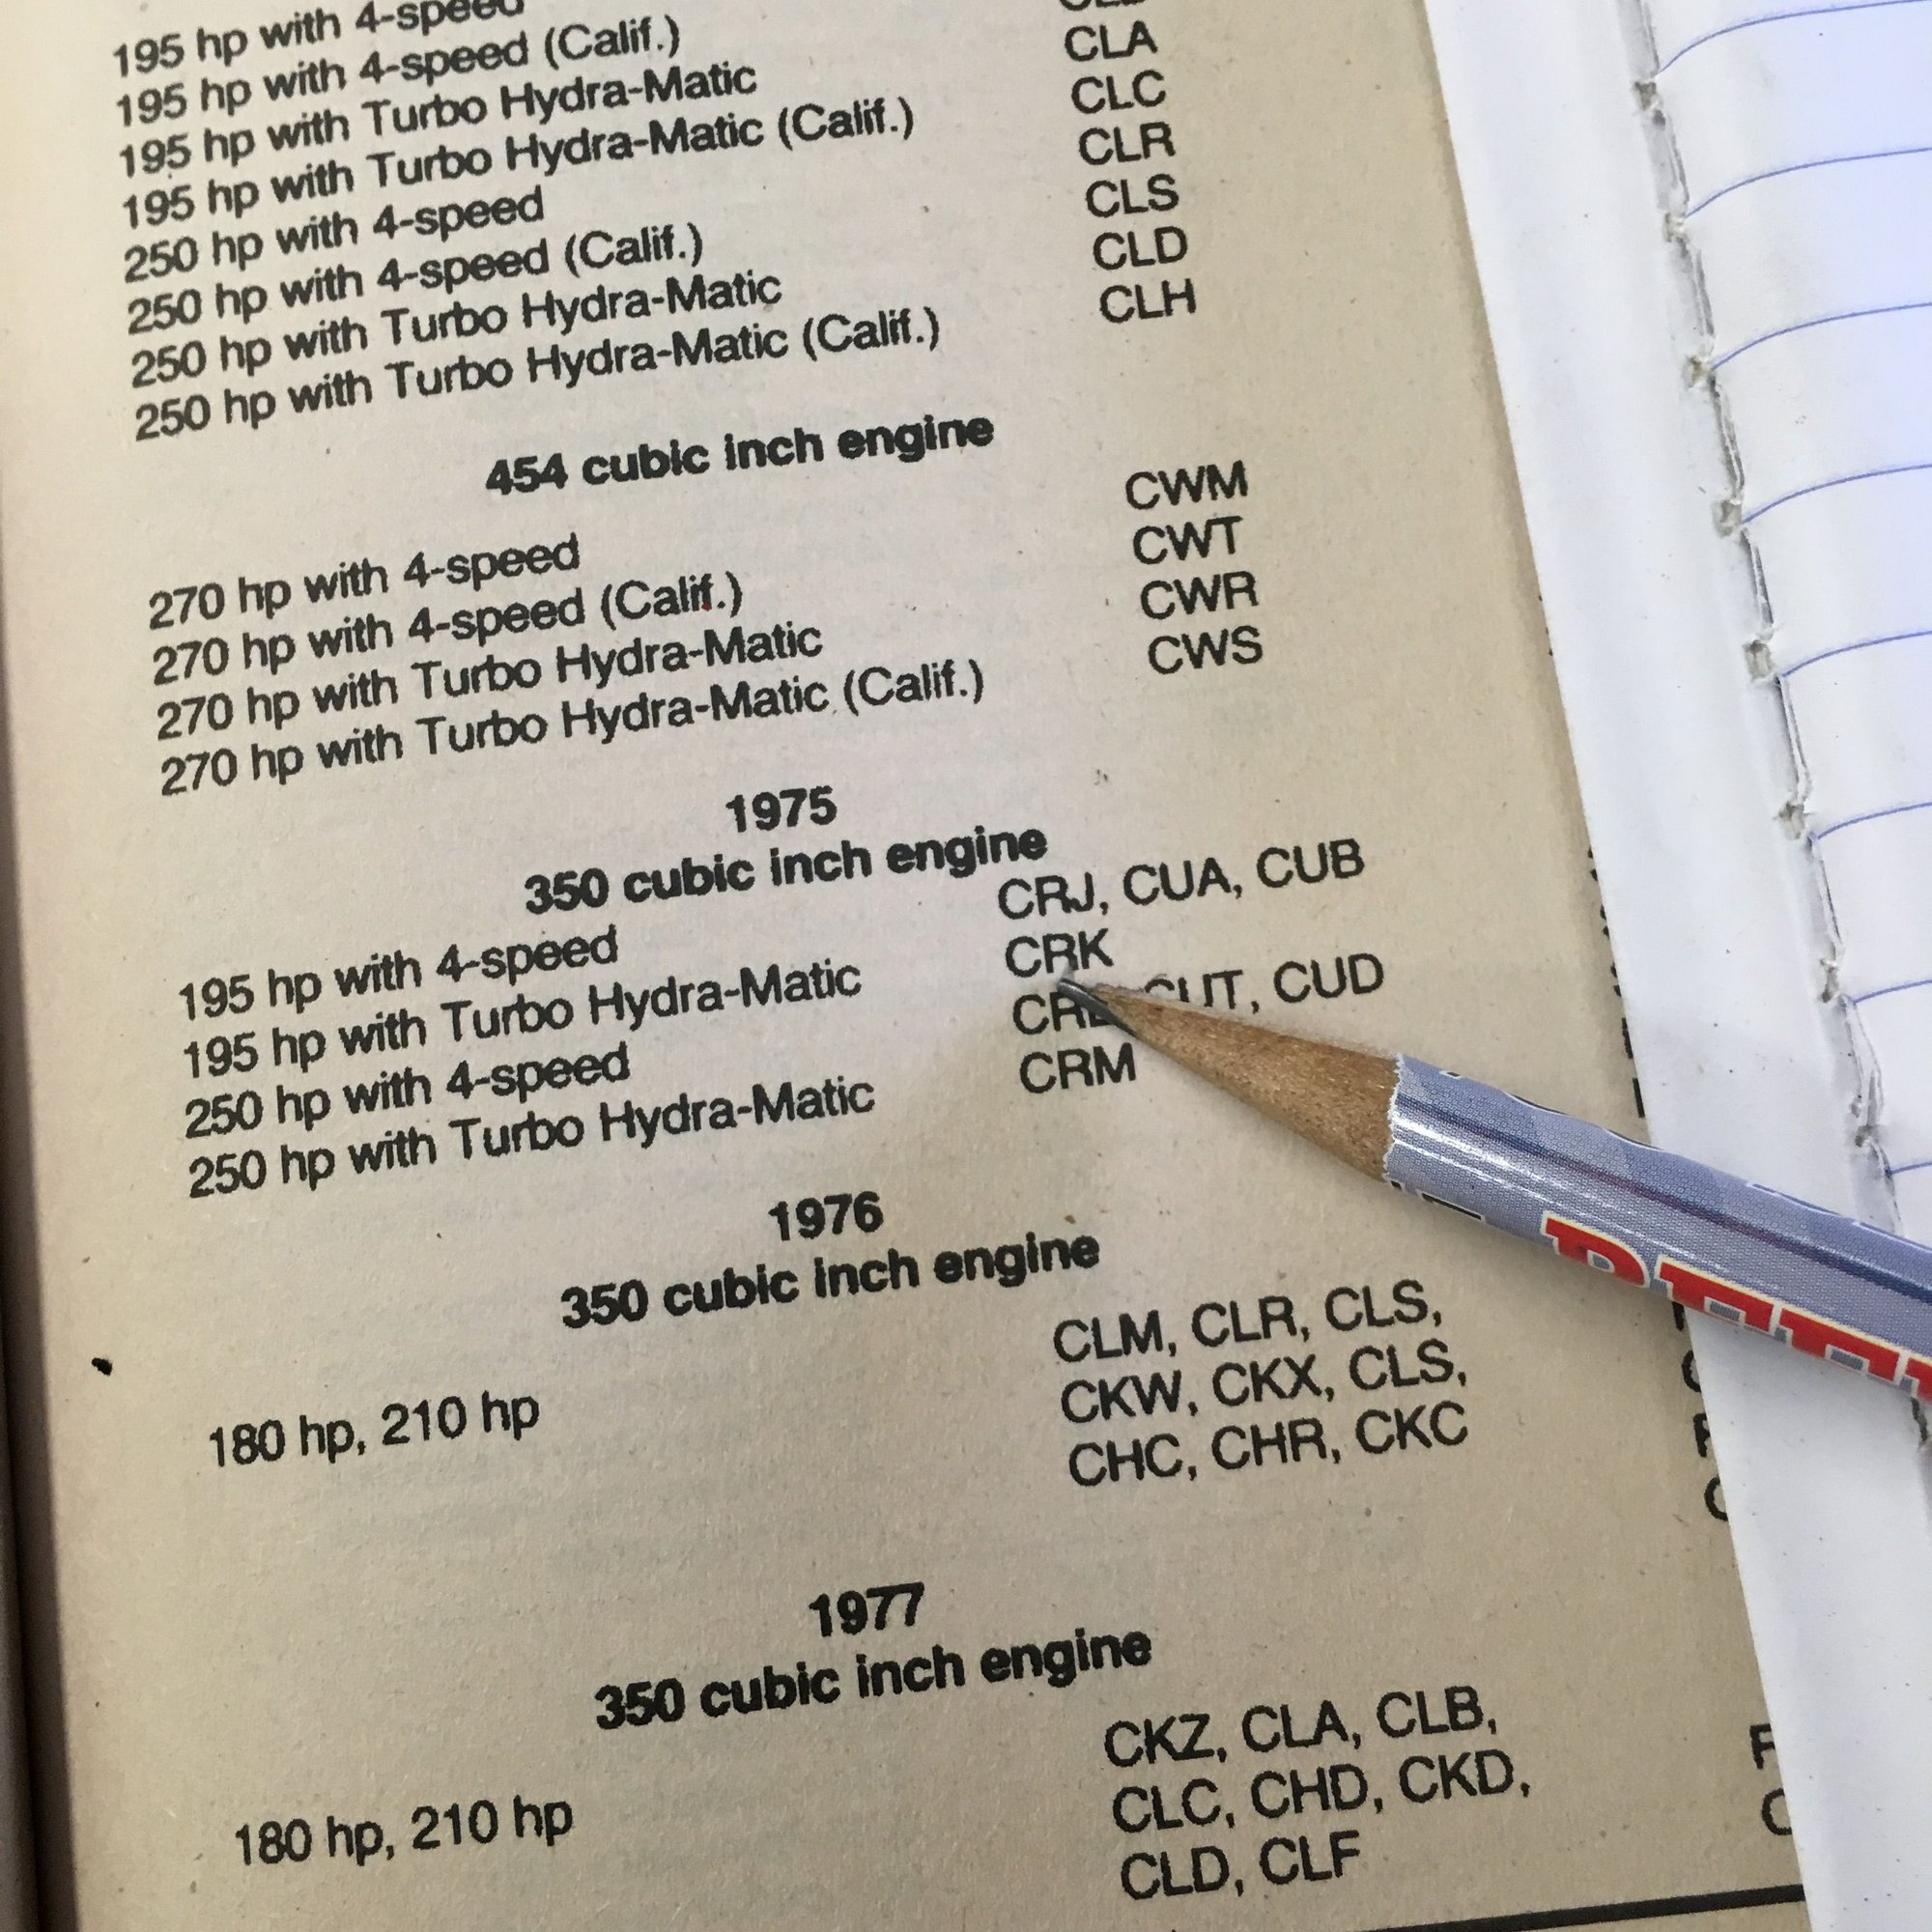 195 hp with 4-speed
195 hp with 4-speed (Calif.) CLA
195 hp with Turbo Hydra-Matic CLC
195 hp with Turbo Hydra-Matic (Calif.) CLR
250 hp with 4-speed CLS
250 hp with 4-speed (Calif.) CLD
250 hp with Turbo Hydra-Matic CLH
250 hp with Turbo Hydra-Matic (Calif.)
454 cubic inch engine
270 hp with 4-speed CWM
270 hp with 4-speed (Calif.) CWT
270 hp with Turbo Hydra-Matic CWR
270 hp with Turbo Hydra-Matic (Calif.) CWS
1975
350 cubic inch engine
195 hp with 4-speed CRJ, CUA, CUB
195 hp with Turbo Hydra-Matic CRK
250 hp with 4-speed CUT, CUD
250 hp with Turbo Hydra-Matic CRM
1976
350 cubic inch engine
CLM, CLR, CLS,
180 hp, 210 hp CKW, CKX, CLS,
CHC, CHR, CKC
1977
350 cubic inch engine
CKZ, CLA, CLB,
180 hp, 210 hp CLC, CHD, CKD,
CLD, CLF